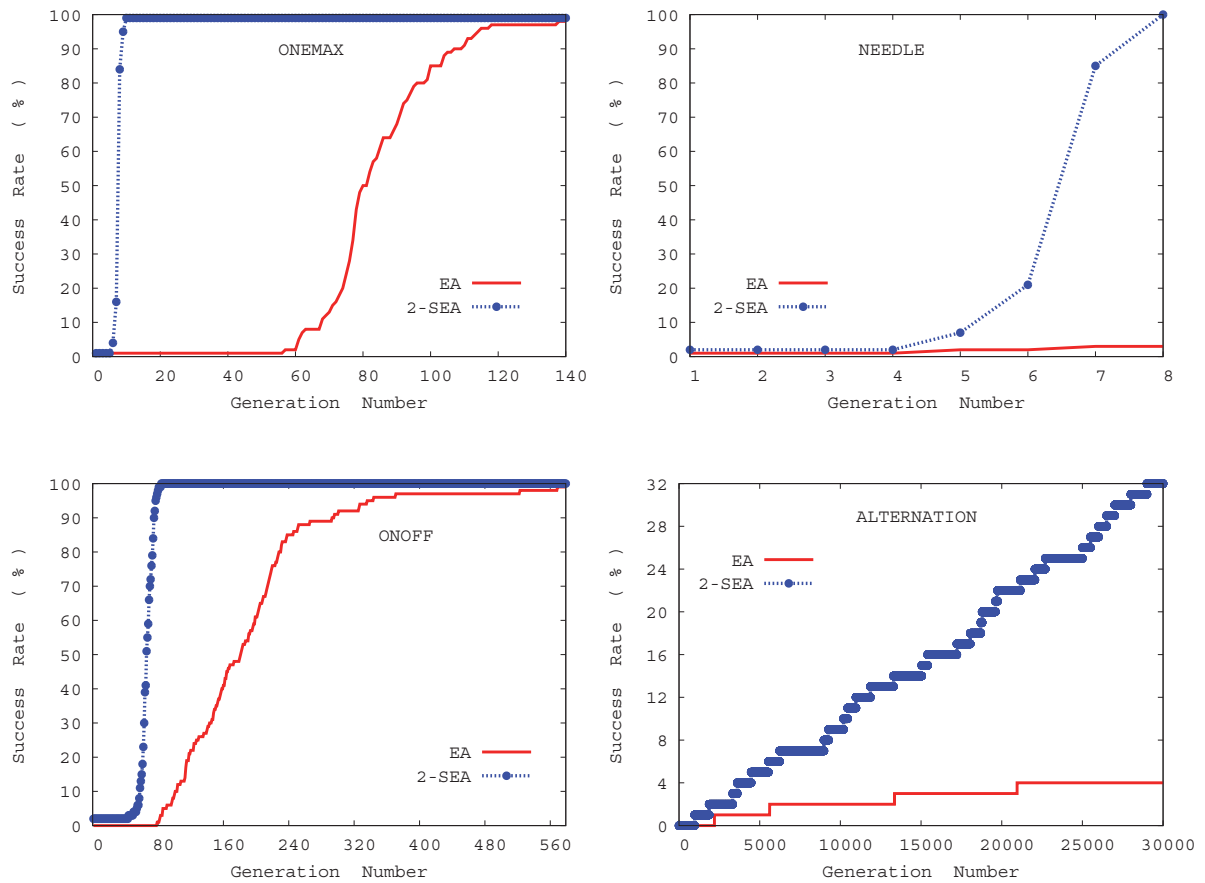 100
90
80
70
60
50
40
30
20
10
0
Success Rate ( % )
ONEMAX
EA
2-SEA
0 20 40 60 80 100 120 140
Generation Number
100
90
80
70
60
50
40
30
20
10
0
Success Rate ( % )
NEEDLE
EA
2-SEA
1 2 3 4 5 6 7 8
Generation Number
100
90
80
70
60
50
40
30
20
10
0
Success Rate ( % )
ONOFF
EA
2-SEA
80 160 240 320 400 480 560
Generation Number
32
28
24
20
16
12
8
4
0
Success Rate ( % )
ALTERNATION
EA
2-SEA
5000 10000 15000 20000 25000 30000
Generation Number